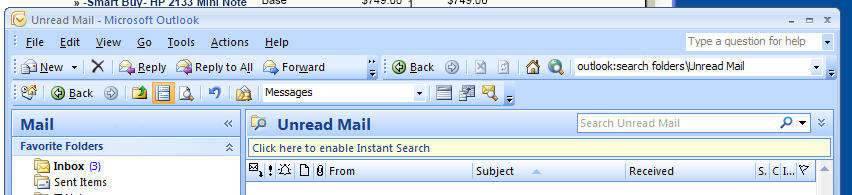 » -Smart Buy- HP 2133 Mini Note Base $749.00 1 $749.00
Unread Mail - Microsoft Outlook
File Edit View Go Tools Actions Help Type a question for help
New Reply Reply to All Forward Back outlook:search folders\Unread Mail
Back Messages
Mail « Unread Mail Search Unread Mail
Favorite Folders Click here to enable Instant Search
Inbox (3) From Subject Received S. C I...
Sent Items